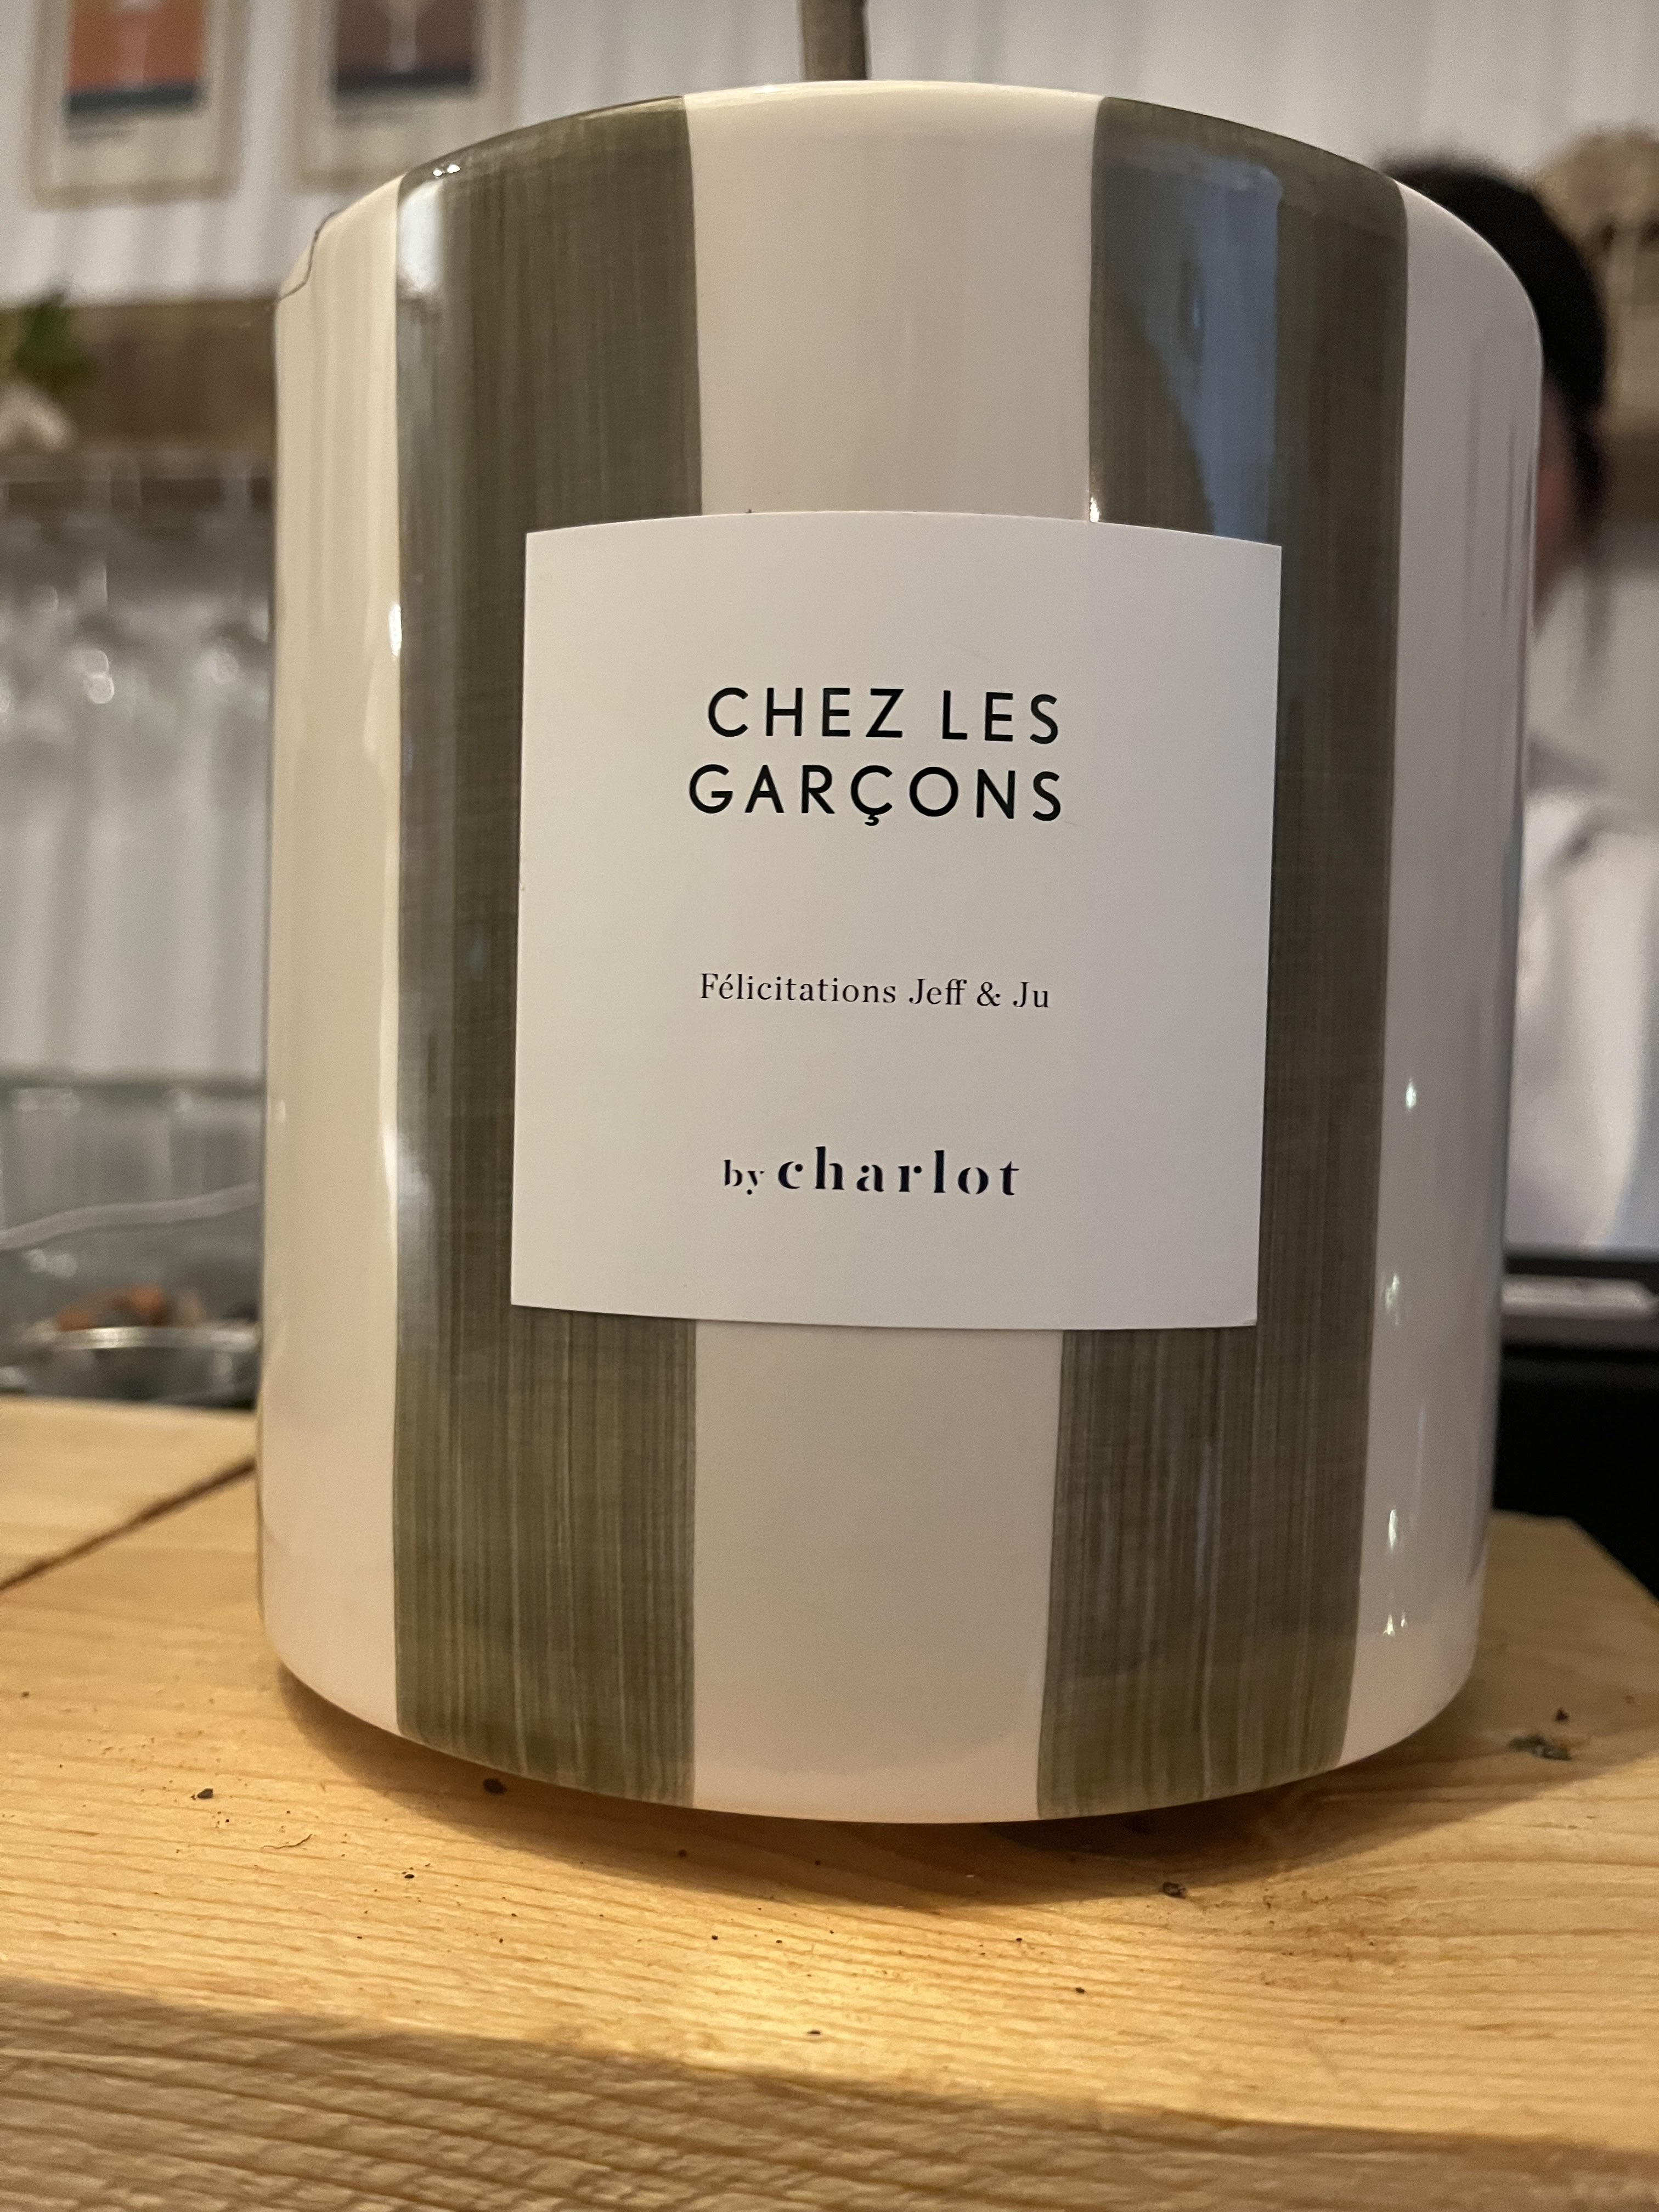 CHEZ LES
GARÇONS
Félicitations Jeff & Ju
by charlot